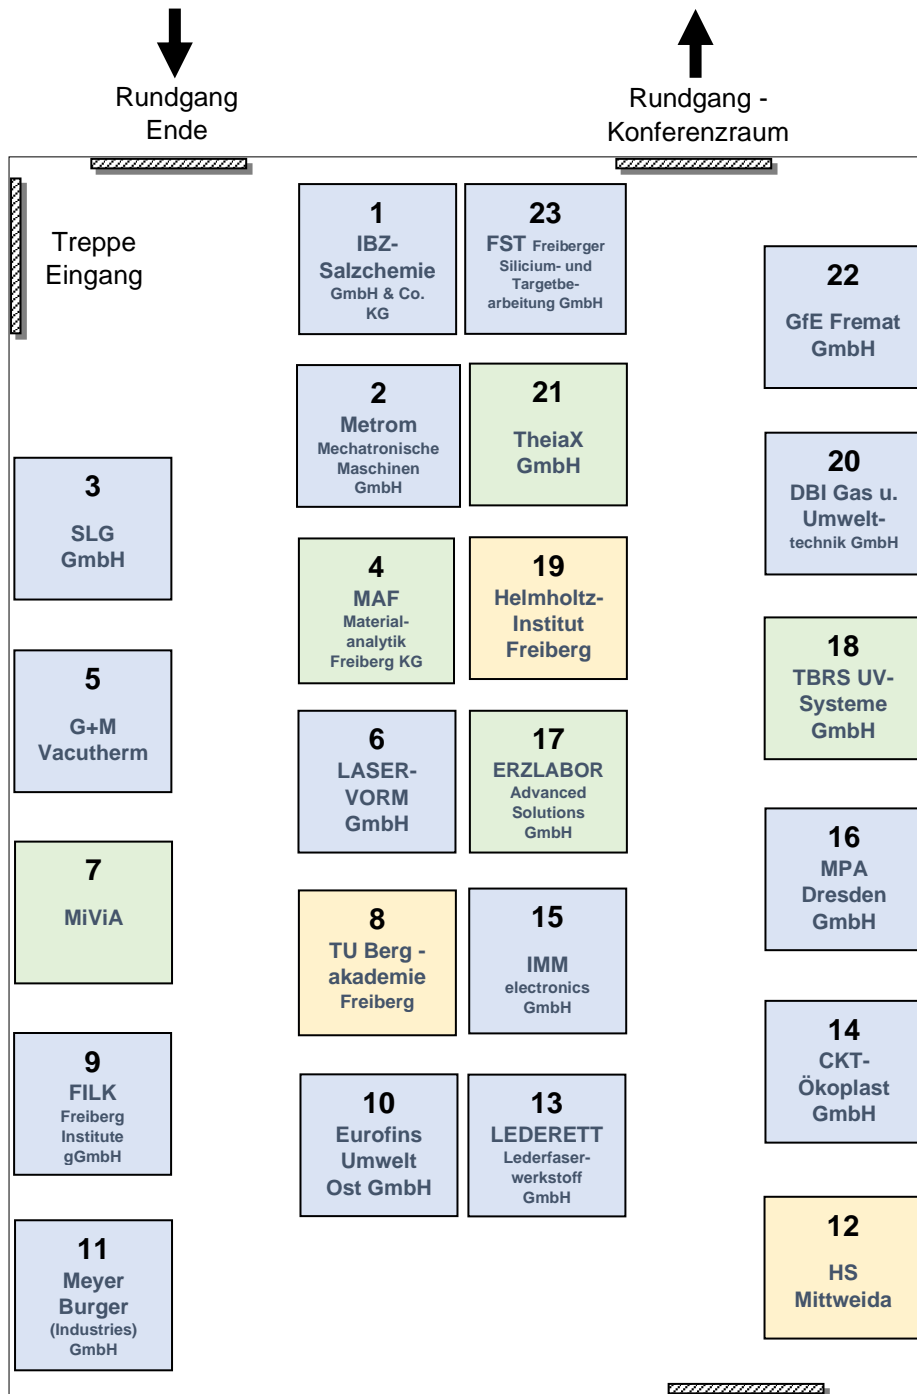 Rundgang
Ende
Rundgang -
Konferenzraum
Treppe
Eingang
1
IBZ-
Salzchemie
GmbH & Co.
KG
23
FST Freiberger
Silicium- und
Targetbe-
arbeitung GmbH
22
GfE Fremat
GmbH
2
Metrom
Mechatronische
Maschinen
GmbH
21
TheiaX
GmbH
20
DBI Gas u.
Umwelt-
technik GmbH
3
SLG
GmbH
4
MAF
Material-
analytik
Freiberg KG
19
Helmholtz-
Institut
Freiberg
18
TBRS UV-
Systeme
GmbH
5
G+M
Vacutherm
6
LASER-
VORM
GmbH
17
ERZLABOR
Advanced
Solutions
GmbH
16
MPA
Dresden
GmbH
7
MiViA
8
TU Berg -
akademie
Freiberg
15
IMM
electronics
GmbH
14
CKT-
Ökoplast
GmbH
9
FILK
Freiberg
Institute
gGmbH
10
Eurofins
Umwelt
Ost GmbH
13
LEDERETT
Lederfaser-
werkstoff
GmbH
12
HS
Mittweida
11
Meyer
Burger
(Industries)
GmbH